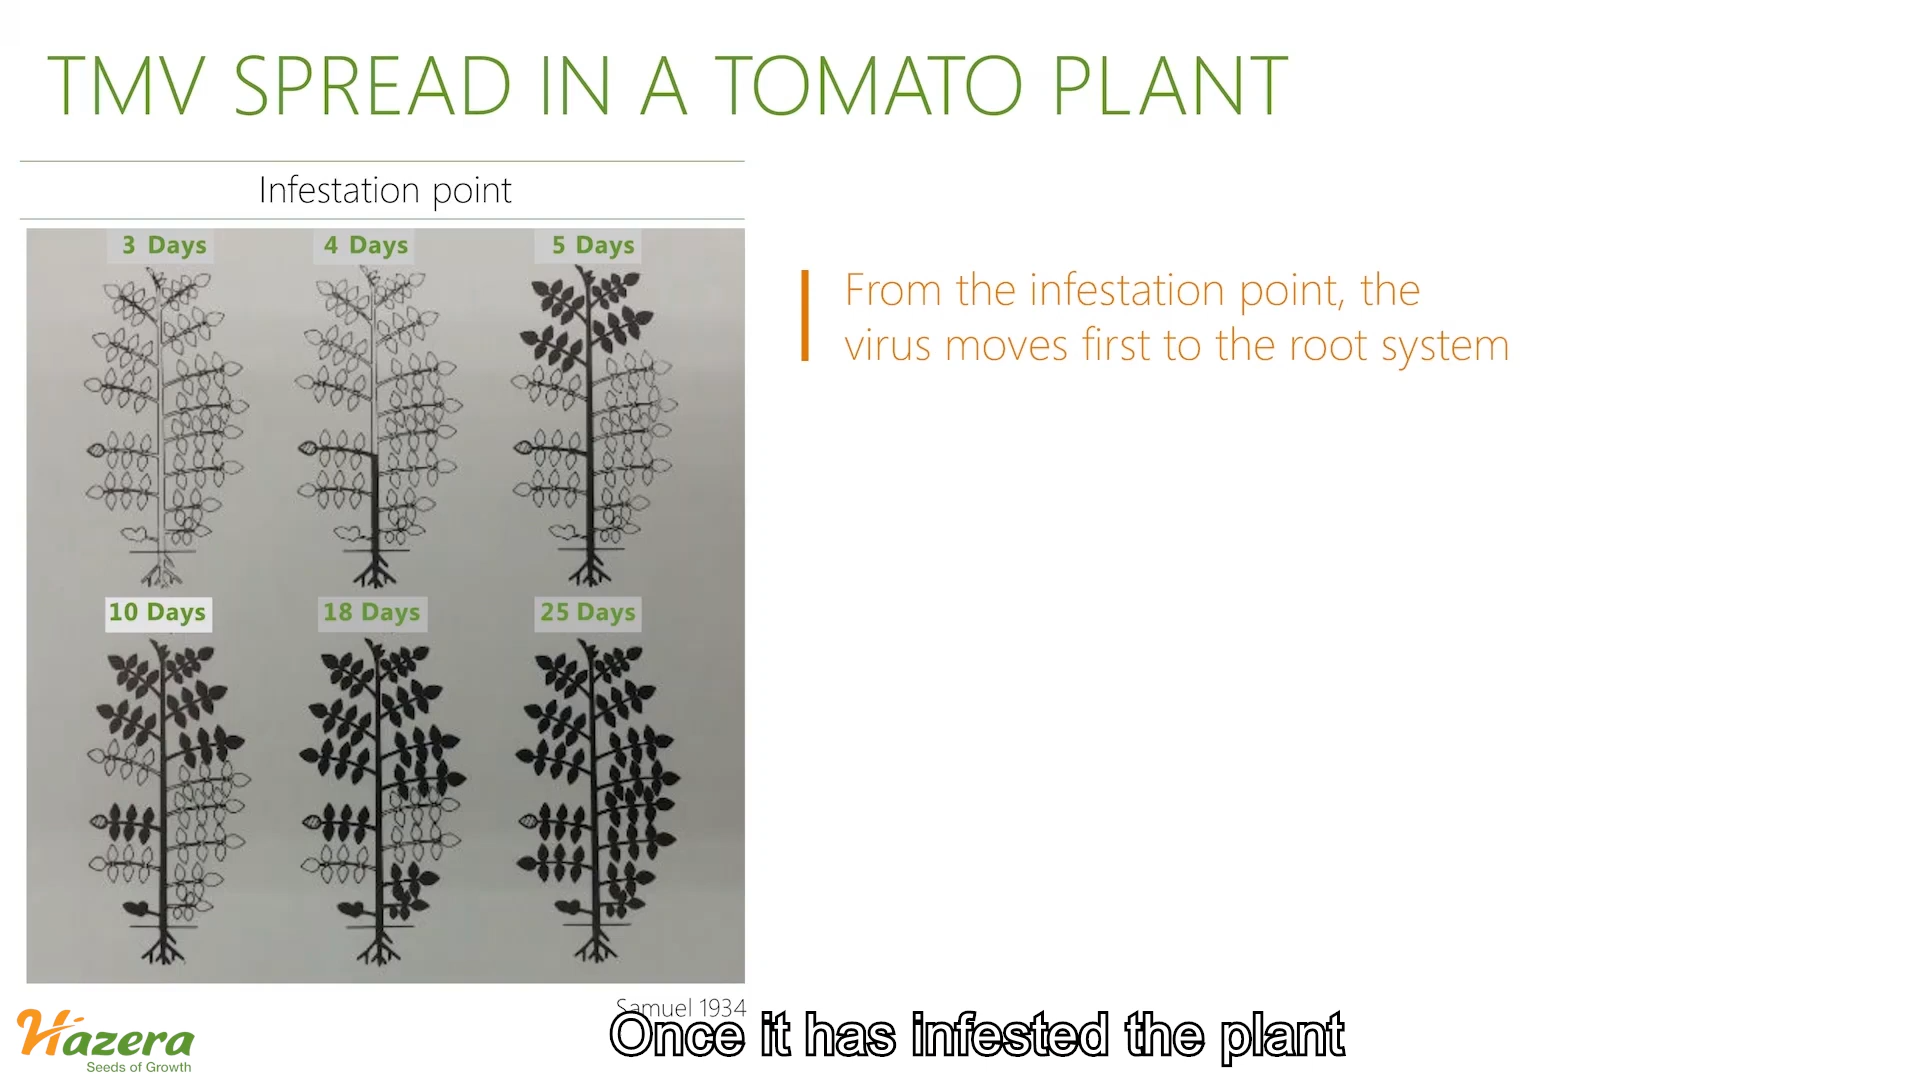 TMV SPREAD IN A TOMATO PLANT
Infestation point
3 Days
4 Days
5 Days
10 Days
18 Days
25 Days
From the infestation point, the
virus moves first to the root system
Samuel 1934
Hazera
Seeds of Growth
Once it has infested the plant